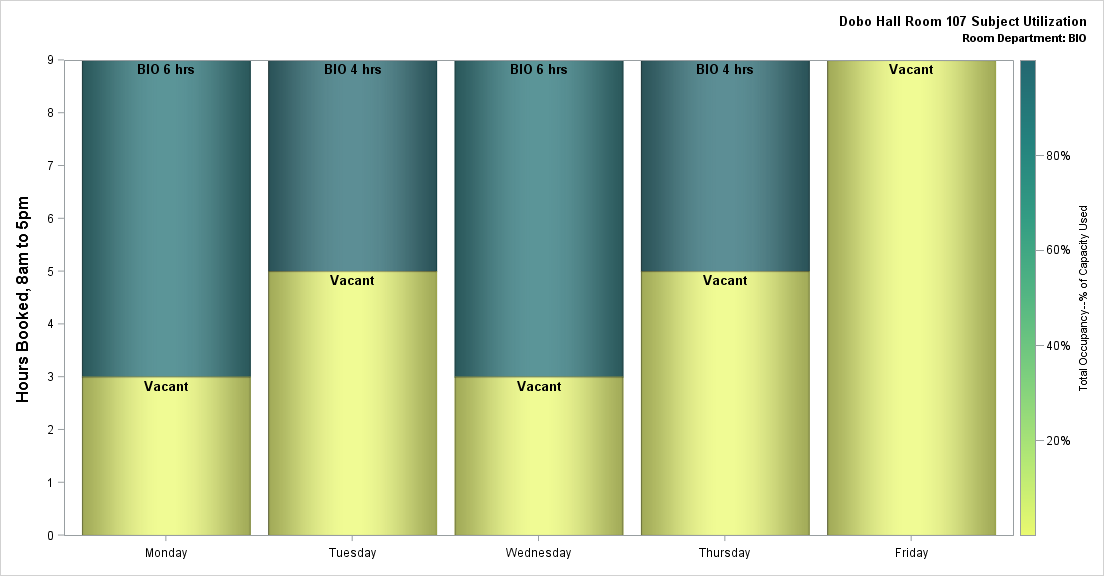 Dobo Hall Room 107 Subject Utilization
Room Department: BIO
Hours Booked, 8am to 5pm
9
8
7
6
5
4
3
2
1
0
BIO 6 hrs
BIO 4 hrs
BIO 6 hrs
BIO 4 hrs
Vacant
Vacant
Vacant
Vacant
Vacant
Monday
Tuesday
Wednesday
Thursday
Friday
80%
60%
40%
20%
Total Occupancy--% of Capacity Used